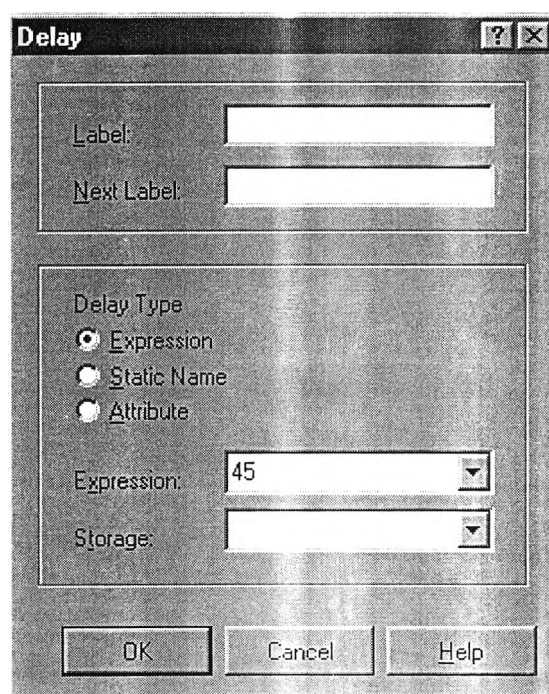 Delay
Label:
Next Label:
Delay Type
Expression
Static Name
Attribute
Expression: 45
Storage:
OK Cancel Help